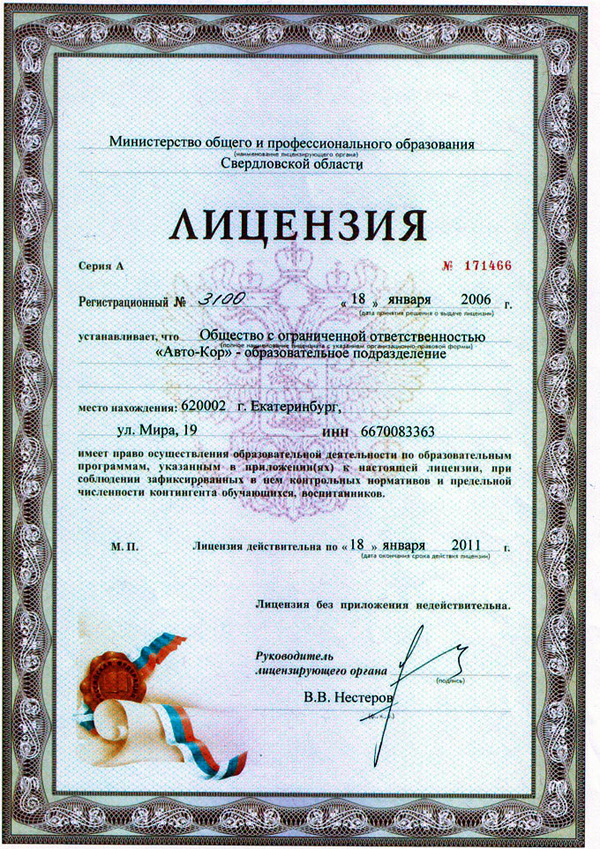 Министерство общего и профессионального образования
(наименование лицензирующего органа)
Свердловской области
ЛИЦЕНЗИЯ
Серия А № 171466
Регистрационный № 3100 « 18 » января 2006 г.
(дата принятия решения о выдаче лицензии)
устанавливает, что Общество с ограниченной ответственностью
(полное наименование лицензиата с указанием организационно-правовой формы)
«Авто-Кор» - образовательное подразделение
место нахождения: 620002 г. Екатеринбург,
ул. Мира, 19 ИНН 6670083363
имеет право осуществления образовательной деятельности по образовательным
программам, указанным в приложении(ях) к настоящей лицензии, при
соблюдении зафиксированных в нем контрольных нормативов и предельной
численности контингента обучающихся, воспитанников.
М. П. Лицензия действительна по « 18 » января 2011 г.
(дата окончания срока действия лицензии)
Лицензия без приложения недействительна.
Руководитель
лицензирующего органа
(подпись)
В.В. Нестеров
(ф., и., о.)